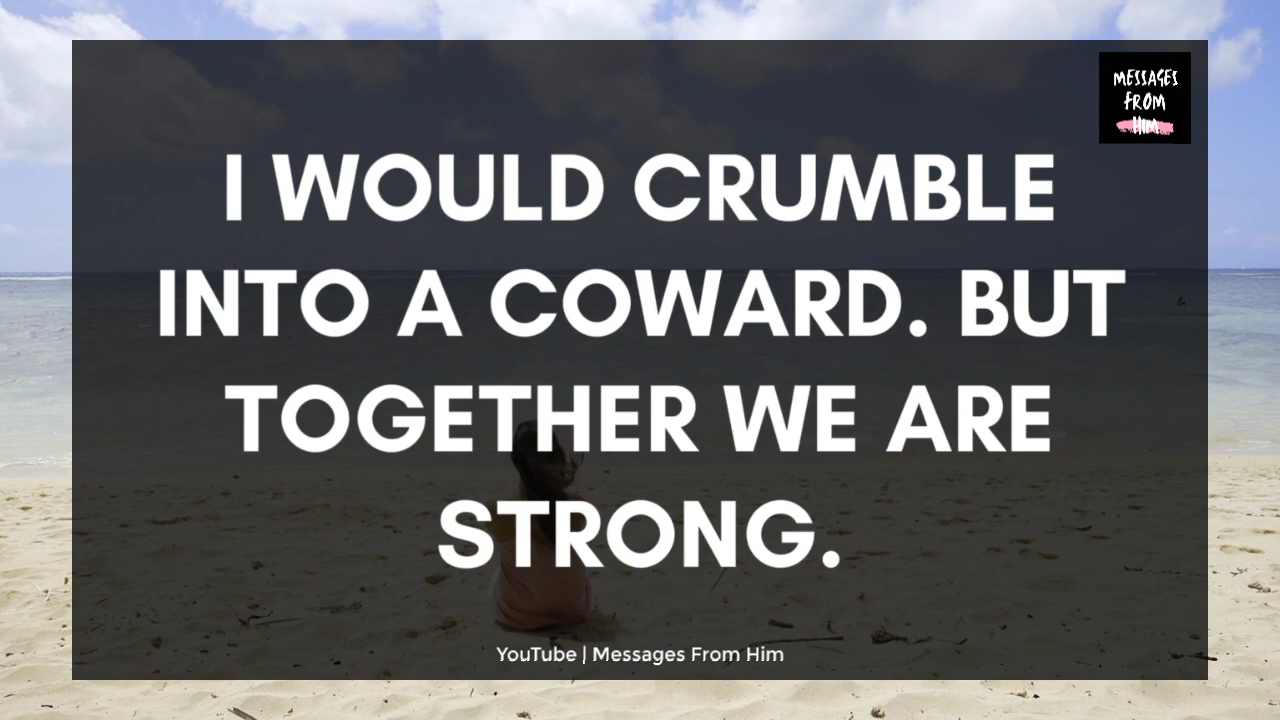 MESSAGES
FROM
HIM
I WOULD CRUMBLE
INTO A COWARD. BUT
TOGETHER WE ARE
STRONG.
YouTube | Messages From Him